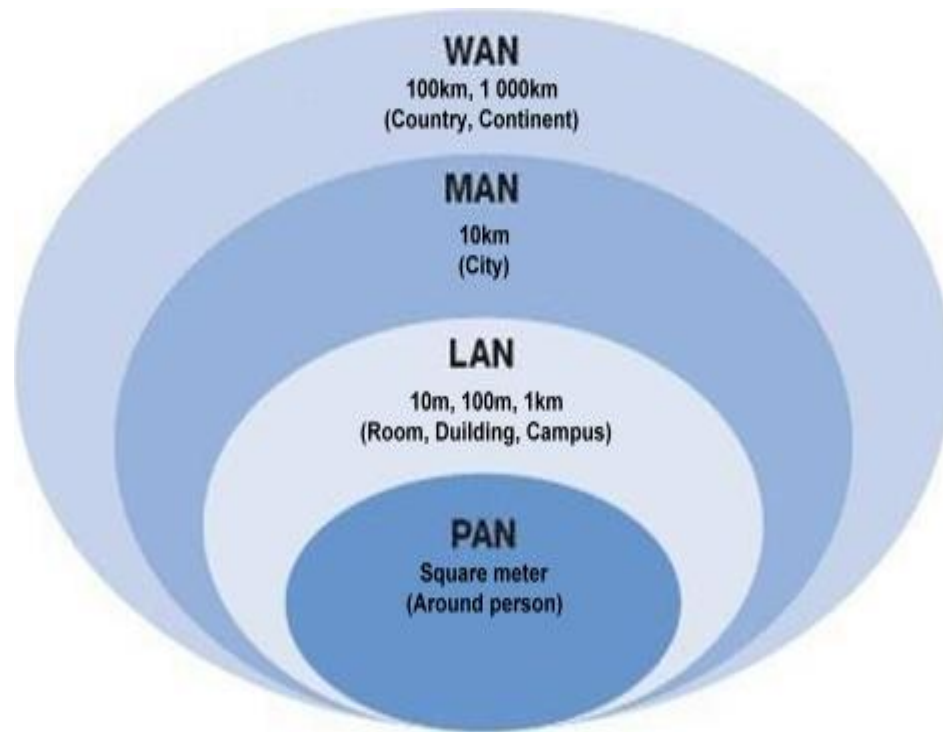 WAN
100km, 1 000km
(Country, Continent)
MAN
10km
(City)
LAN
10m, 100m, 1km
(Room, Duilding, Campus)
PAN
Square meter
(Around person)